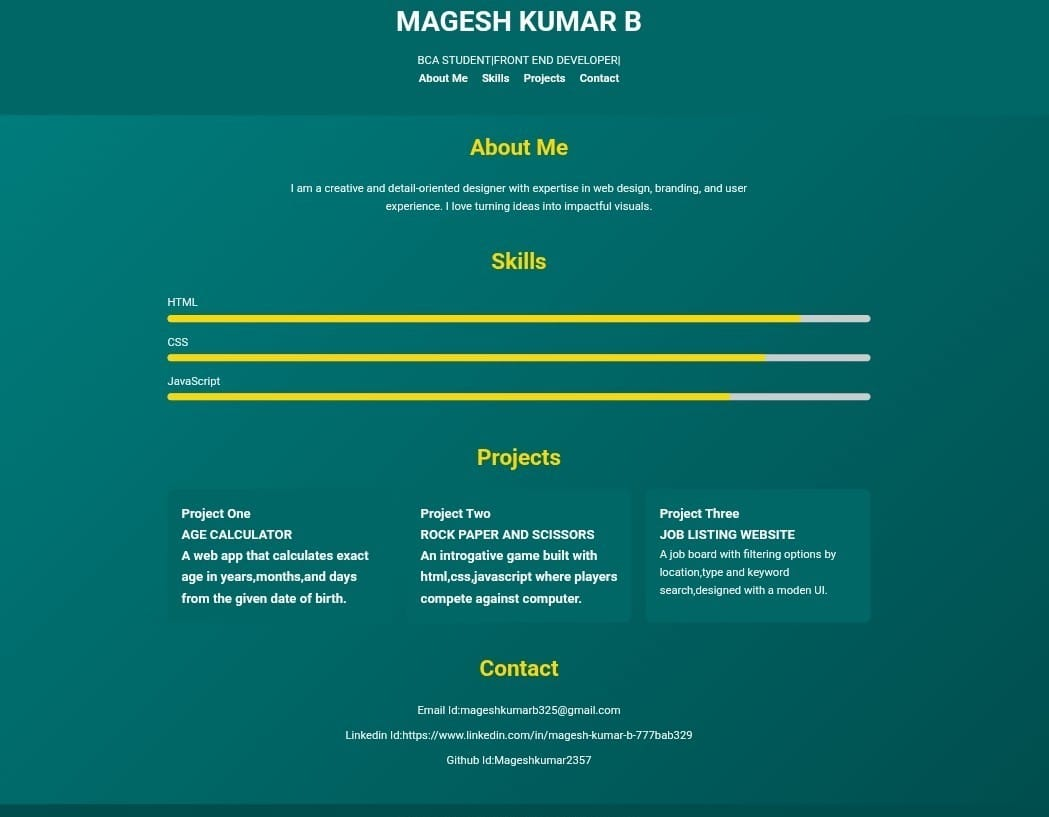 MAGESH KUMAR B
BCA STUDENT|FRONT END DEVELOPER|
About Me Skills Projects Contact
About Me
I am a creative and detail-oriented designer with expertise in web design, branding, and user
experience. I love turning ideas into impactful visuals.
Skills
HTML
CSS
JavaScript
Projects
Project One
AGE CALCULATOR
A web app that calculates exact
age in years,months,and days
from the given date of birth.
Project Two
ROCK PAPER AND SCISSORS
An introgative game built with
html,css,javascript where players
compete against computer.
Project Three
JOB LISTING WEBSITE
A job board with filtering options by
location,type and keyword
search,designed with a moden UI.
Contact
Email Id:mageshkumarb325@gmail.com
Linkedin Id:https://www.linkedin.com/in/magesh-kumar-b-777bab329
Github Id:Mageshkumar2357